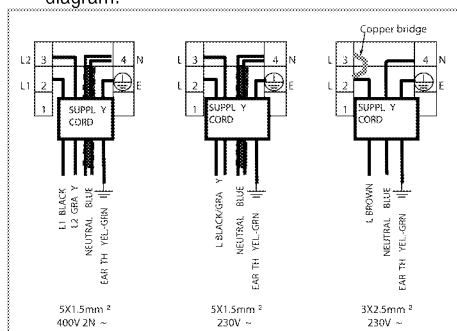 diagram.
Copper bridge
L2 3 4 N
L1 2 E
1 SUPPL Y
CORD
L1 BLACK
L2 GRA Y
NEUTRAL BLUE
EAR TH YEL.-GRN
5X1.5mm ²
400V 2N ~
L 3 4 N
L 2 E
1 SUPPL Y
CORD
L BLACK/GRA Y
NEUTRAL BLUE
EAR TH YEL.-GRN
5X1.5mm ²
230V ~
L 3 4 N
L 2 E
1 SUPPL Y
CORD
L BROWN
NEUTRAL BLUE
EAR TH YEL.-GRN
3X2.5mm ²
230V ~